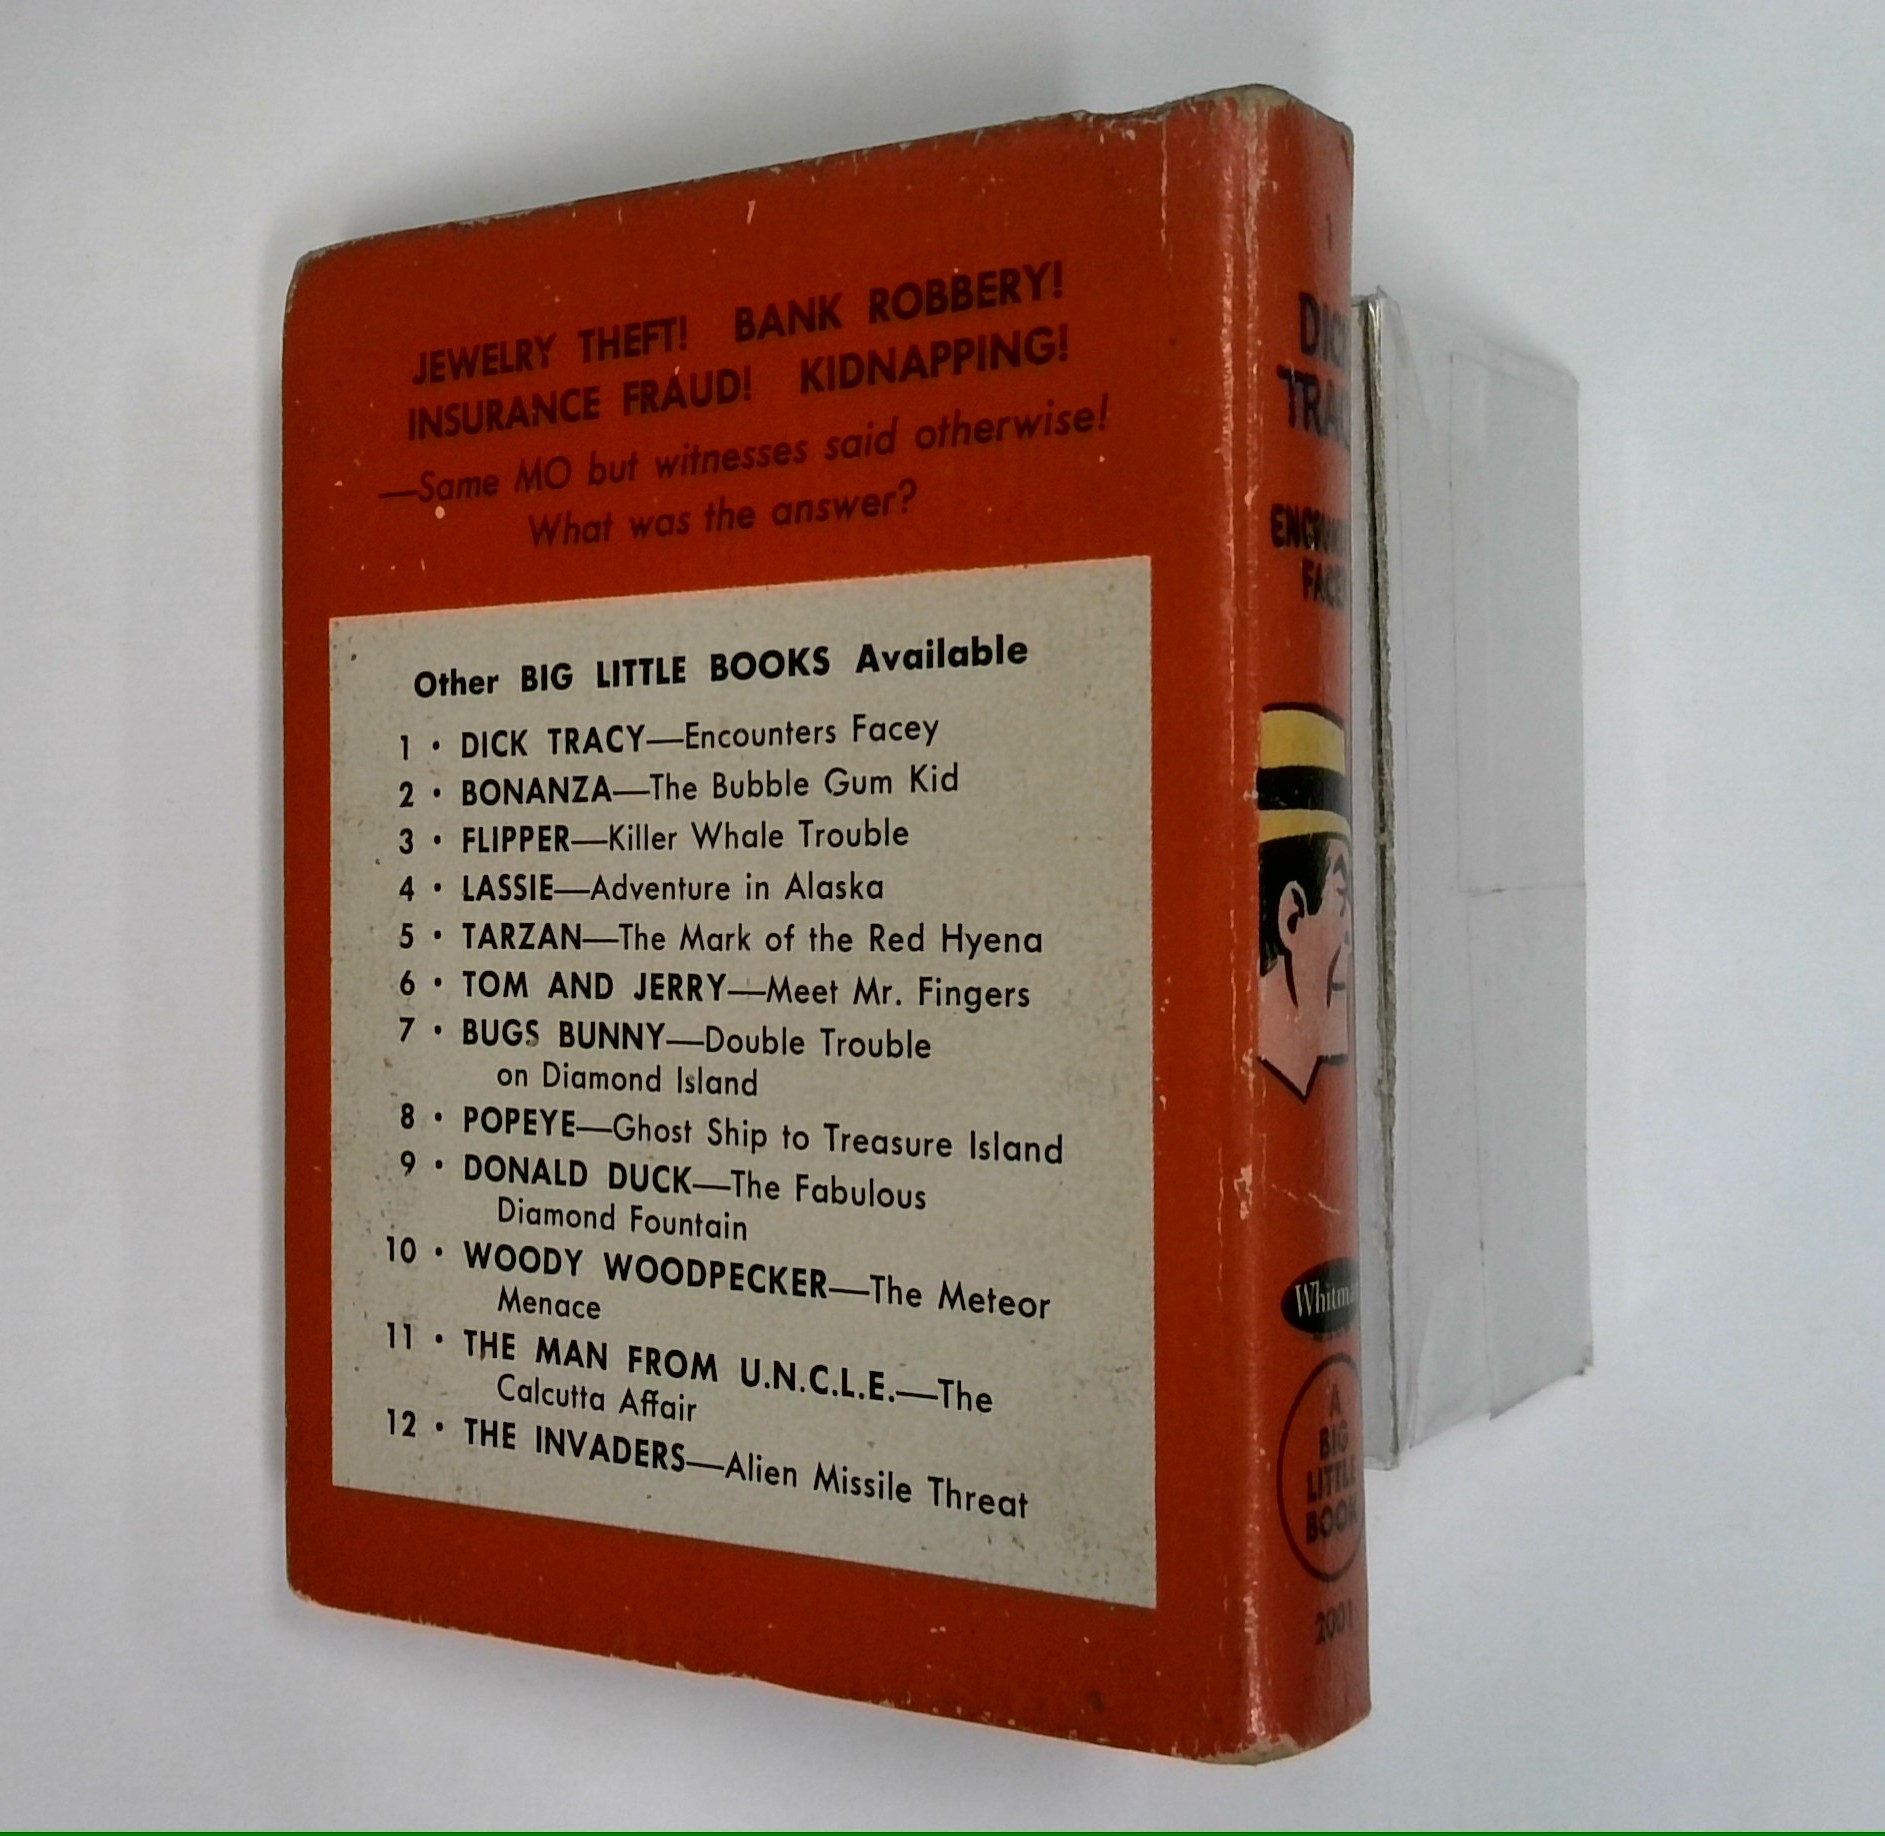 JEWELRY THEFT! BANK ROBBERY!
INSURANCE FRAUD! KIDNAPPING!
—Same MO but witnesses said otherwise!
What was the answer?
Other BIG LITTLE BOOKS Available
1 • DICK TRACY—Encounters Facey
2 • BONANZA—The Bubble Gum Kid
3 • FLIPPER—Killer Whale Trouble
4 • LASSIE—Adventure in Alaska
5 • TARZAN—The Mark of the Red Hyena
6 • TOM AND JERRY—Meet Mr. Fingers
7 • BUGS BUNNY—Double Trouble
on Diamond Island
8 • POPEYE—Ghost Ship to Treasure Island
9 • DONALD DUCK—The Fabulous
Diamond Fountain
10 • WOODY WOODPECKER—The Meteor
Menace
11 • THE MAN FROM U.N.C.L.E.—The
Calcutta Affair
12 • THE INVADERS—Alien Missile Threat
1
A
BIG
LITTLE
BOOK
2001